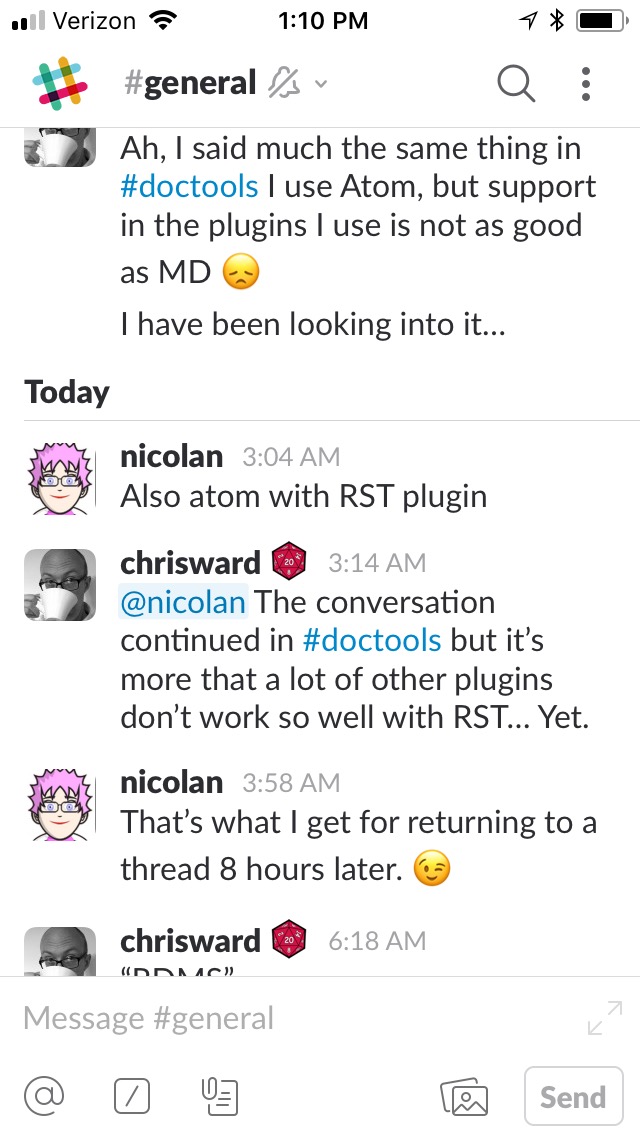 Verizon 1:10 PM
#general
Ah, I said much the same thing in
#doctools I use Atom, but support
in the plugins I use is not as good
as MD 😞
I have been looking into it...
Today
nicolan 3:04 AM
Also atom with RST plugin
chrisward 3:14 AM
@nicolan The conversation
continued in #doctools but it’s
more that a lot of other plugins
don’t work so well with RST... Yet.
nicolan 3:58 AM
That’s what I get for returning to a
thread 8 hours later. 😉
chrisward 6:18 AM
Message #general
Send